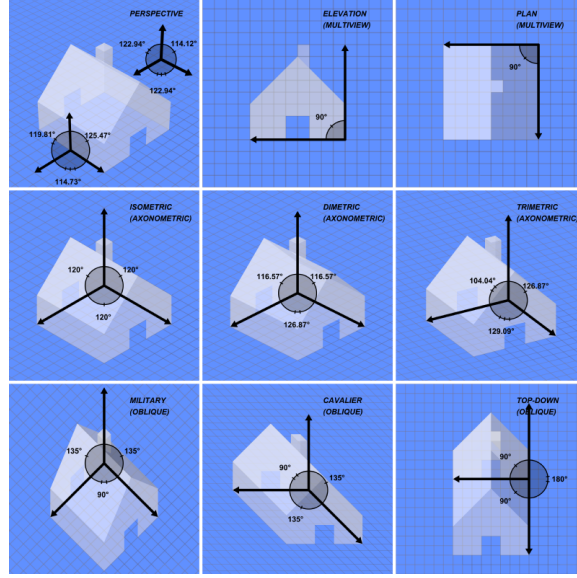 PERSPECTIVE
122.94°
114.12°
122.94°
119.81°
125.47°
114.73°
ELEVATION
(MULTIVIEW)
90°
PLAN
(MULTIVIEW)
90°
ISOMETRIC
(AXONOMETRIC)
120°
120°
120°
DIMETRIC
(AXONOMETRIC)
116.57°
116.57°
126.87°
TRIMETRIC
(AXONOMETRIC)
104.04°
126.87°
129.09°
MILITARY
(OBLIQUE)
135°
135°
90°
CAVALIER
(OBLIQUE)
90°
135°
135°
TOP-DOWN
(OBLIQUE)
90°
180°
90°